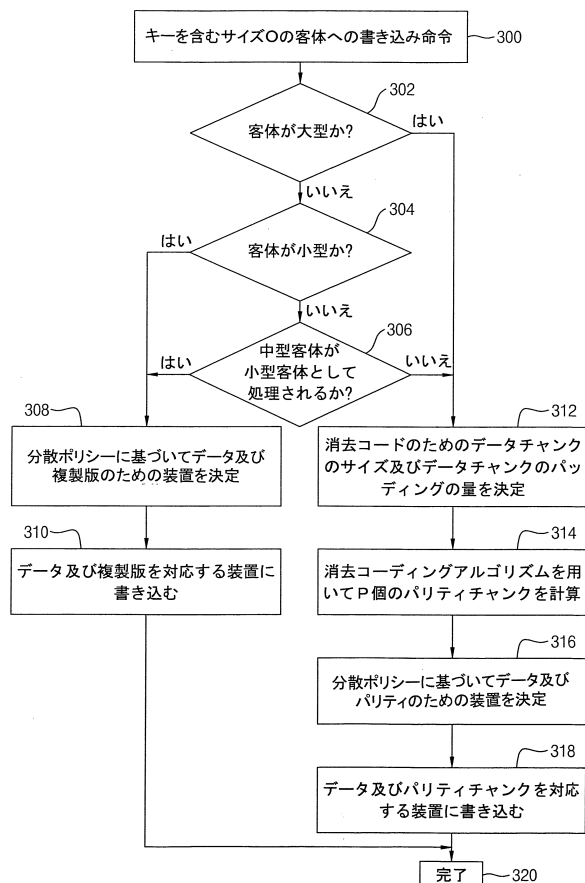 キーを含むサイズOの客体への書き込み命令
300
302
客体が大型か?
はい
いいえ
304
はい
客体が小型か?
いいえ
306
はい
中型客体が
小型客体として
処理されるか?
いいえ
308
分散ポリシーに基づいてデータ及び
複製版のための装置を決定
312
消去コードのためのデータチャンク
のサイズ及びデータチャンクのパッ
ディングの量を決定
310
データ及び複製版を対応する装置に
書き込む
314
消去コーディングアルゴリズムを用
いてP個のパリティチャンクを計算
316
分散ポリシーに基づいてデータ及び
パリティのための装置を決定
318
データ及びパリティチャンクを対応
する装置に書き込む
完了
320